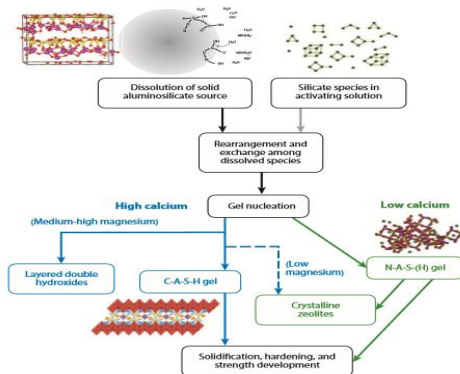 Dissolution of solid
aluminosilicate source
Silicate species in
activating solution
Rearrangement and
exchange among
dissolved species
High calcium
Gel nucleation
Low calcium
(Medium-high magnesium)
(Low
magnesium)
Layered double
hydroxides
C-A-S-H gel
N-A-S-(H) gel
Crystalline
zeolites
Solidification, hardening, and
strength development